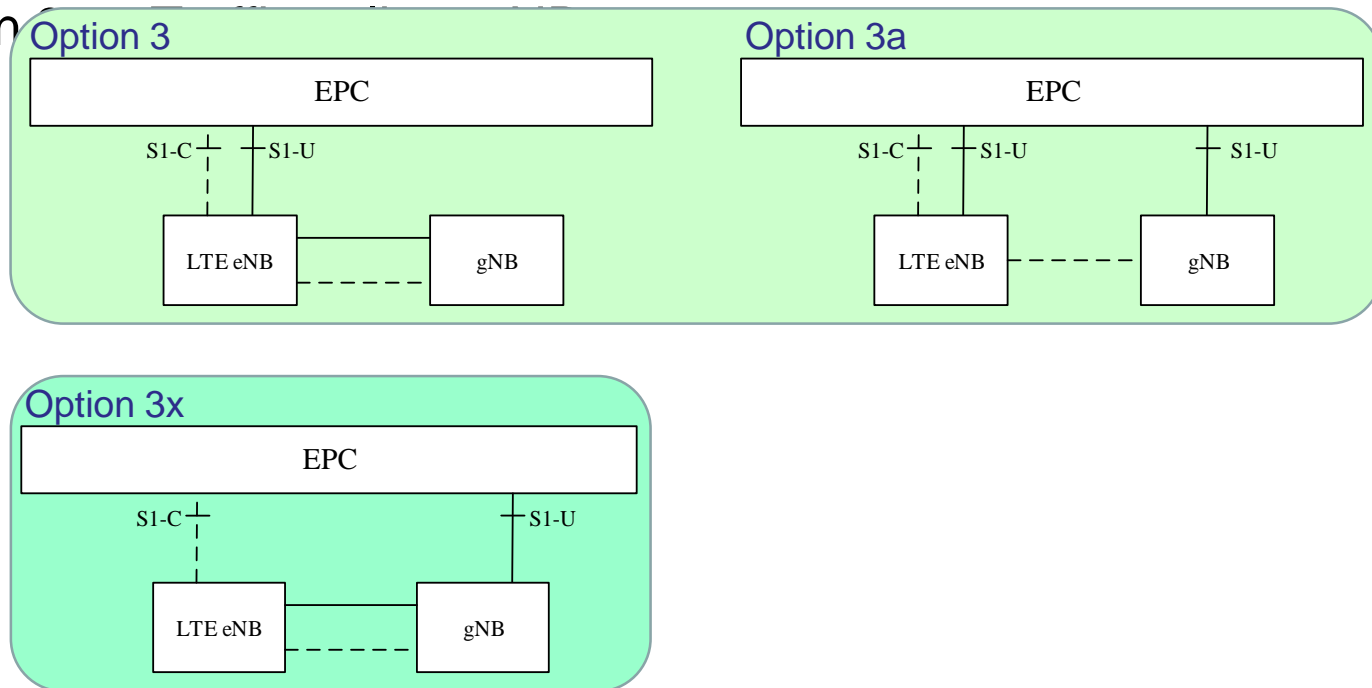 Option 3
EPC
S1-C
S1-U
LTE eNB
gNB
Option 3a
EPC
S1-C
S1-U
S1-U
LTE eNB
gNB
Option 3x
EPC
S1-C
S1-U
LTE eNB
gNB